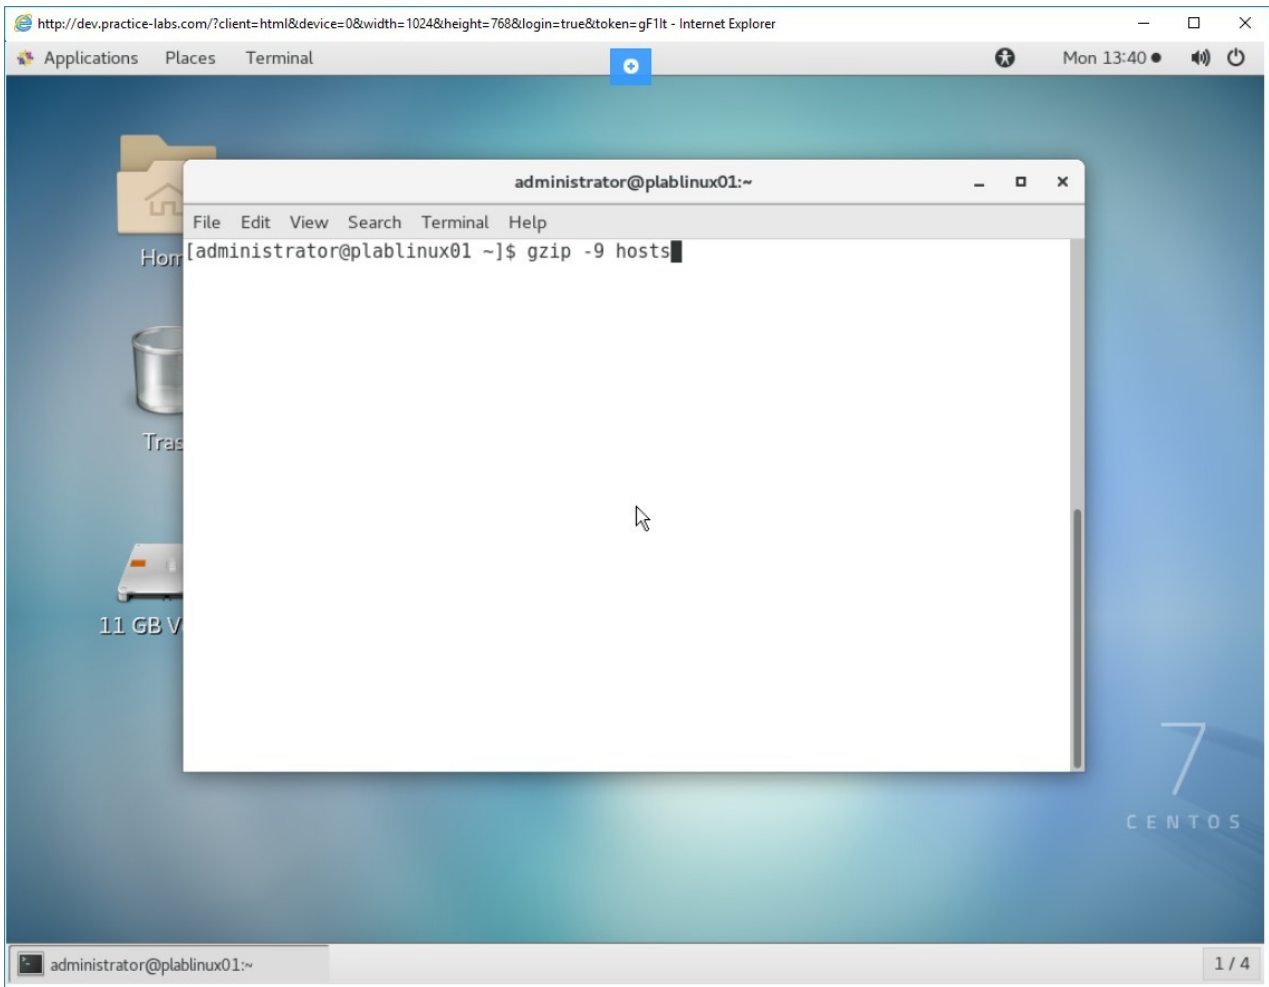 http://dev.practice-labs.com/?client=html&device=0&width=1024&height=768&login=true&token=gF1lt - Internet Explorer
Applications Places Terminal Mon 13:40
administrator@plablinux01:~
File Edit View Search Terminal Help
[administrator@plablinux01 ~]$ gzip -9 hosts
11 GB
7
CENTOS
administrator@plablinux01:~
1 / 4